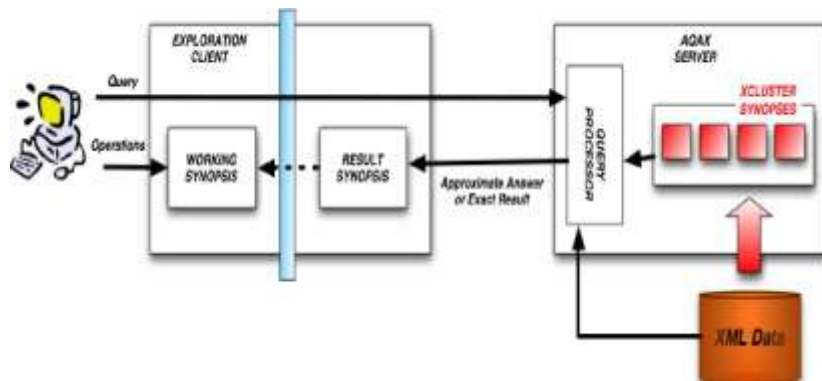 EXPLORATION
CLIENT
AQAX
SERVER
Query
XCLUSTER
SYNOPSES
Operations
WORKING
SYNOPSIS
RESULT
SYNOPSIS
QUERY
PROCESSOR
Approximate Answer
or Exact Result
XML Data